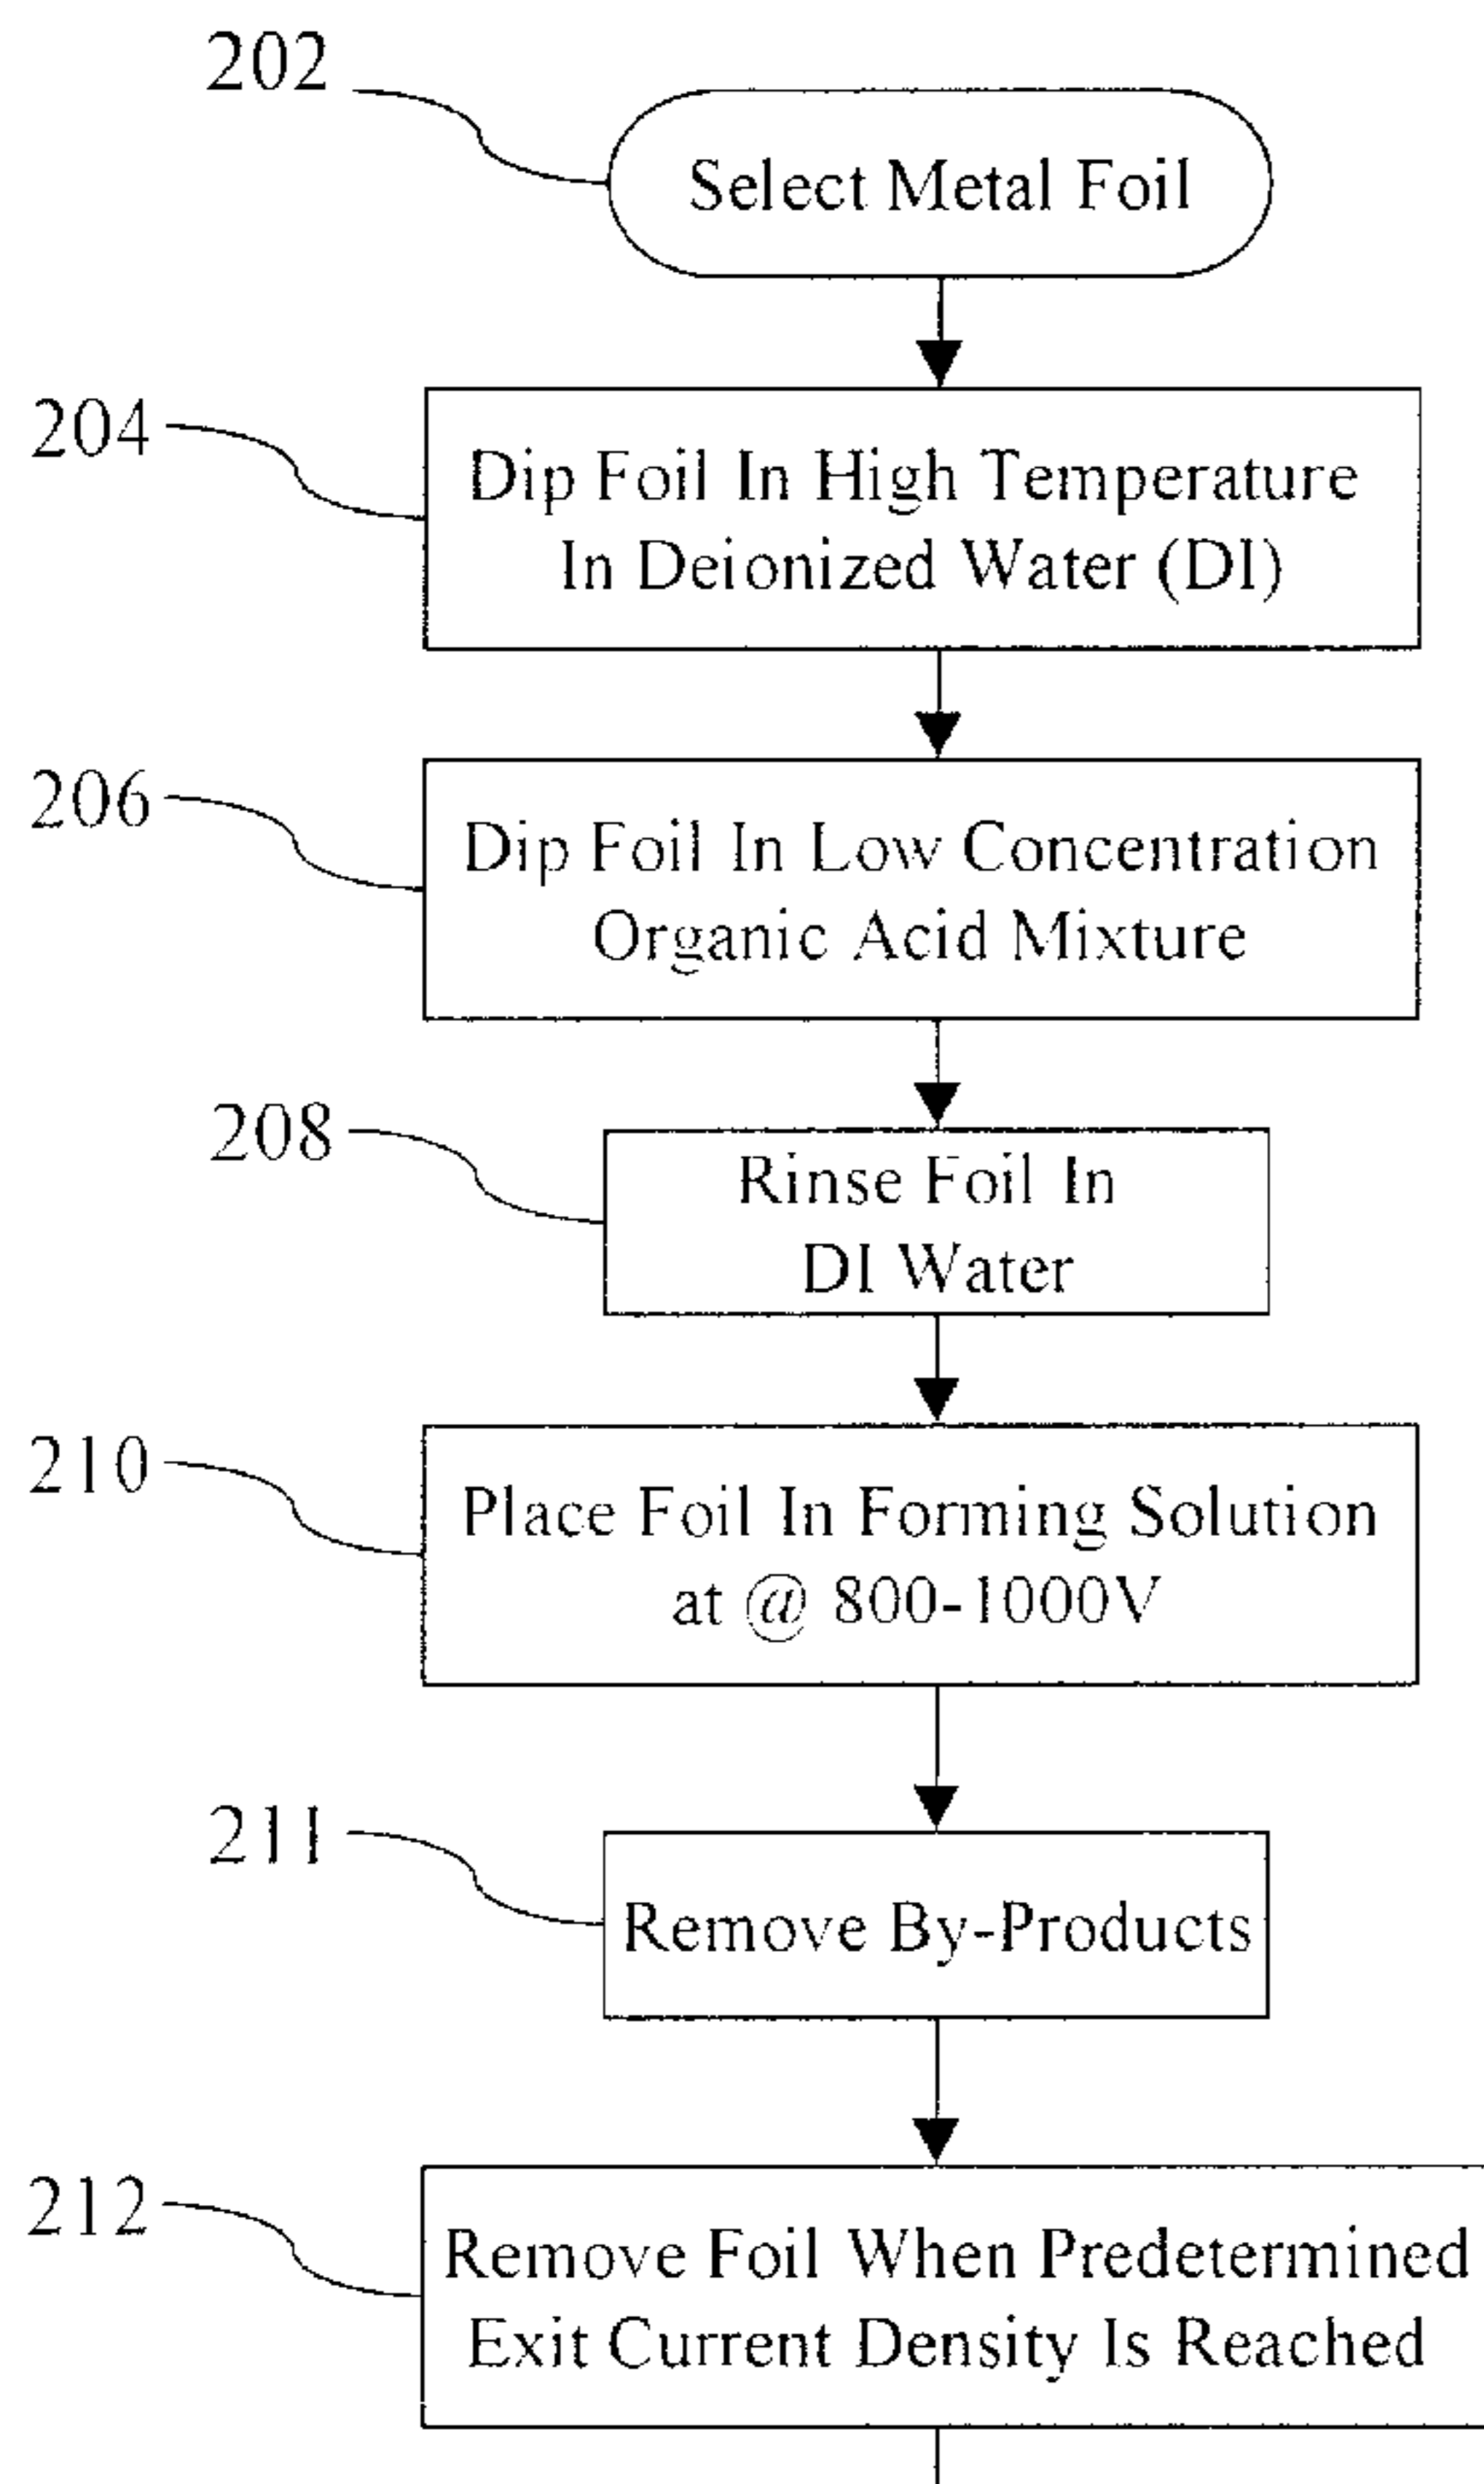 202
Select Metal Foil
204
Dip Foil In High Temperature
In Deionized Water (DI)
206
Dip Foil In Low Concentration
Organic Acid Mixture
208
Rinse Foil In
DI Water
210
Place Foil In Forming Solution
at @ 800-1000V
211
Remove By-Products
212
Remove Foil When Predetermined
Exit Current Density Is Reached